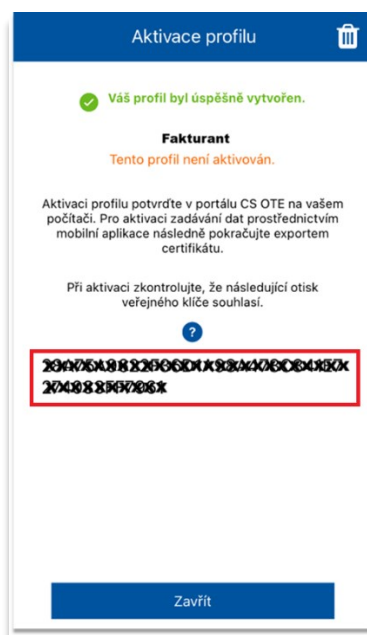 Aktivace profilu
Váš profil byl úspěšně vytvořen.
Fakturant
Tento profil není aktivován.
Aktivaci profilu potvrďte v portálu CS OTE na vašem
počítači. Pro aktivaci zadávání dat prostřednictvím
mobilní aplikace následně pokračujte exportem
certifikátu.
Při aktivaci zkontrolujte, že následující otisk
veřejného klíče souhlasí.
?
Zavřít